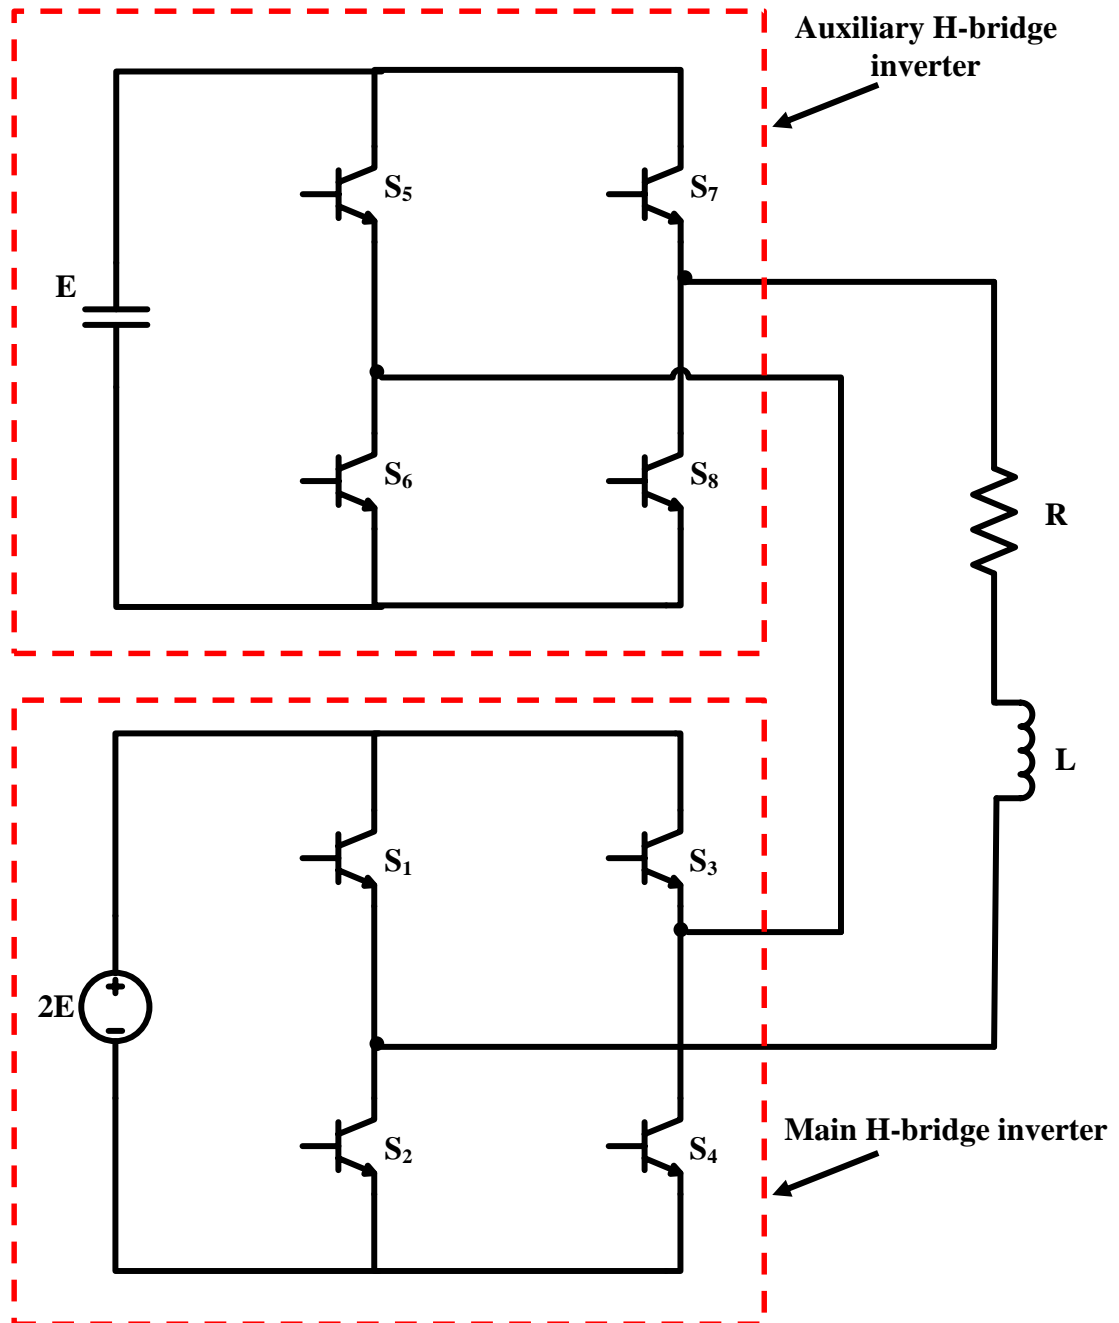 Auxiliary H-bridge
inverter
S₅
S₇
E
S₆
S₈
R
L
S₁
S₃
2E
+
−
S₂
S₄
Main H-bridge inverter